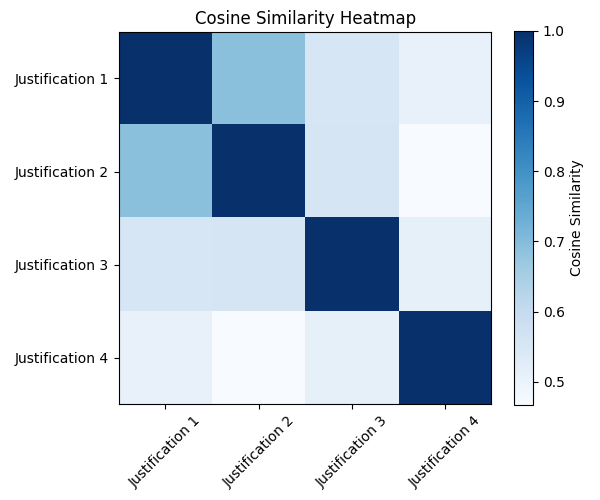 Cosine Similarity Heatmap
Justification 1
Justification 2
Justification 3
Justification 4
Justification 1
Justification 2
Justification 3
Justification 4
1.0
0.9
0.8
0.7
0.6
0.5
Cosine Similarity